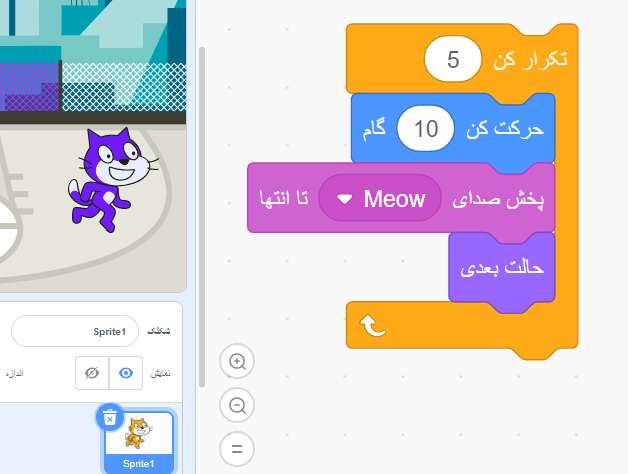 تکرار کن 5
حرکت کن 10 گام
پخش صدای Meow تا انتها
حالت بعدی
شکلک Sprite1
نمایش
اندازه
Sprite1